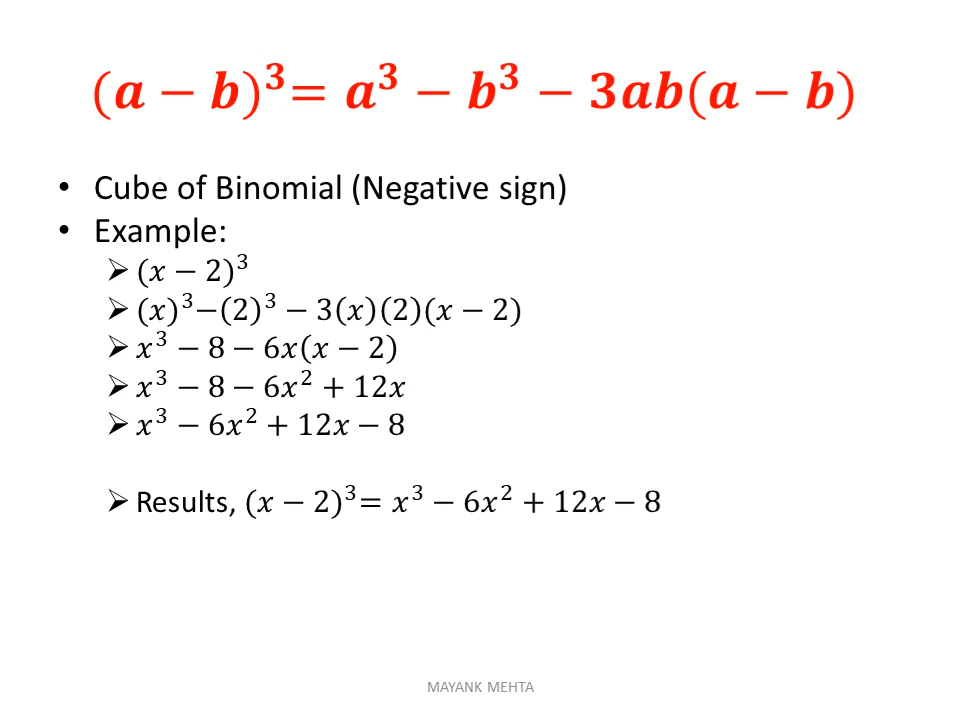 (a − b)³= a³ − b³ − 3ab(a − b)
• Cube of Binomial (Negative sign)
• Example:
➢ (x − 2)³
➢ (x)³−(2)³ − 3(x)(2)(x − 2)
➢ x³ − 8 − 6x(x − 2)
➢ x³ − 8 − 6x² + 12x
➢ x³ − 6x² + 12x − 8
➢ Results, (x − 2)³= x³ − 6x² + 12x − 8
MAYANK MEHTA